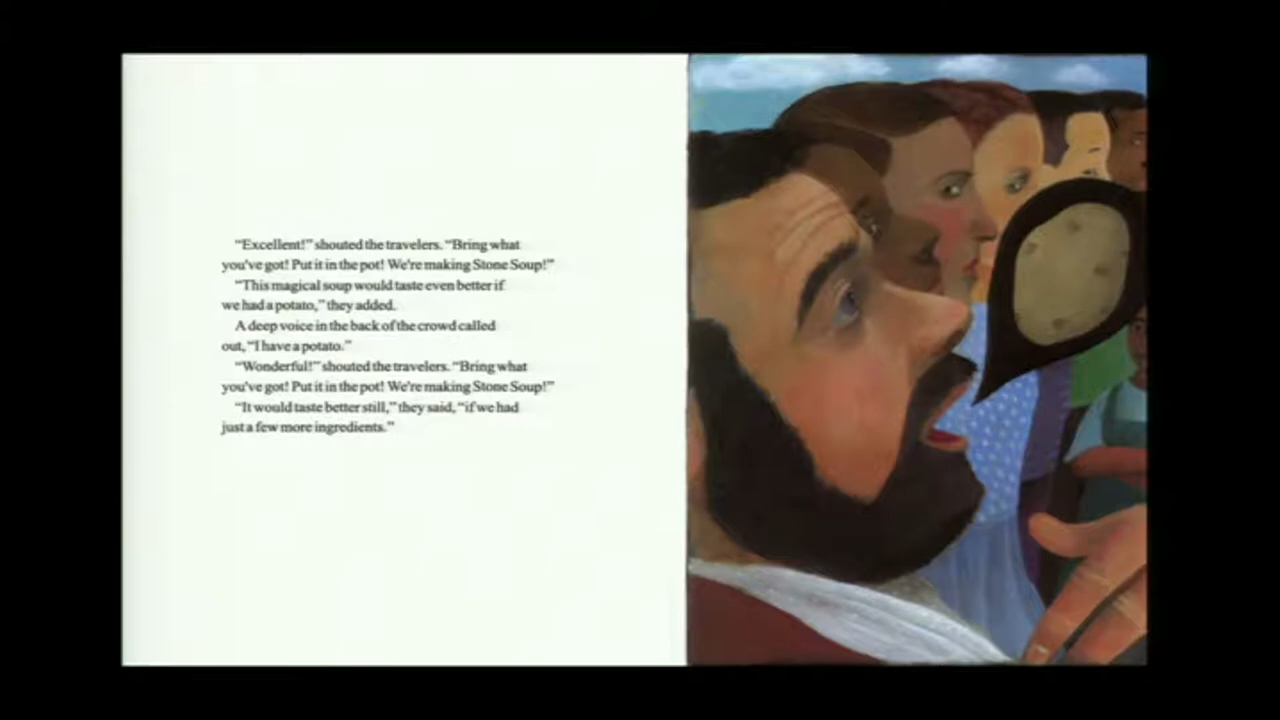 “Excellent!” shouted the travelers. “Bring what
you've got! Put it in the pot! We're making Stone Soup!”
“This magical soup would taste even better if
we had a potato,” they added.
A deep voice in the back of the crowd called
out, “I have a potato.”
“Wonderful!” shouted the travelers. “Bring what
you've got! Put it in the pot! We're making Stone Soup!”
“It would taste better still,” they said, “if we had
just a few more ingredients.”